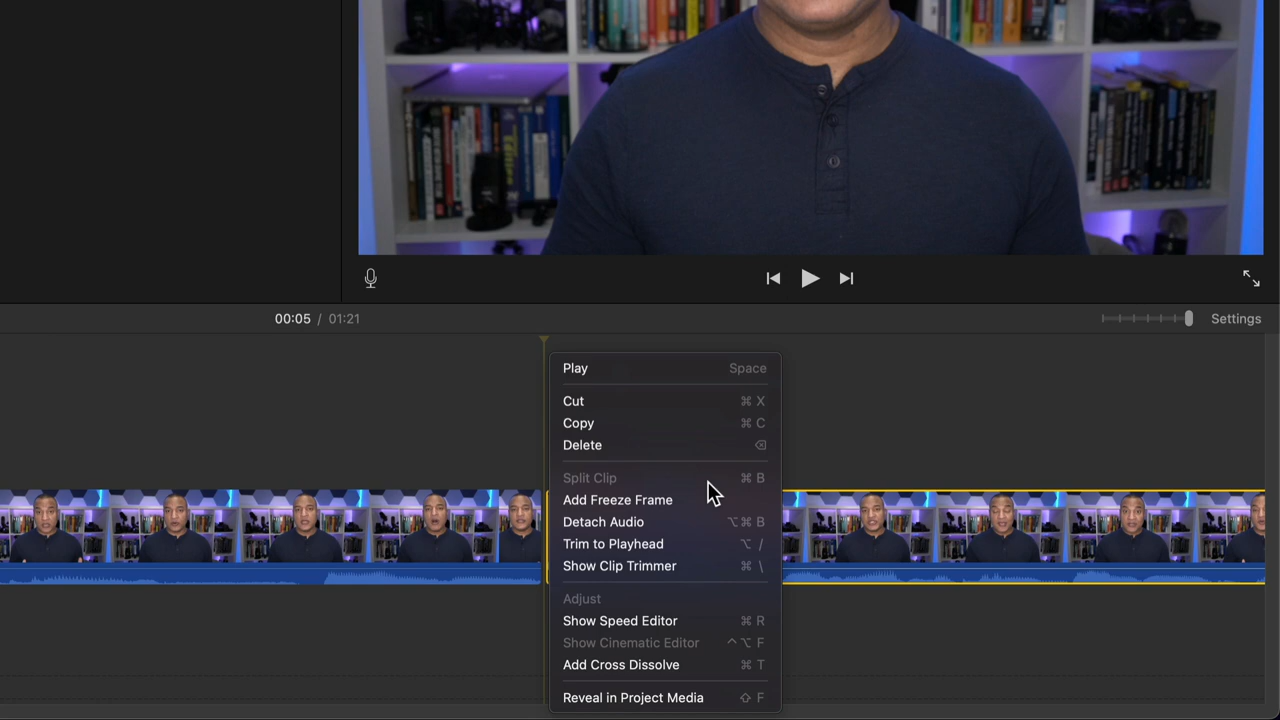 00:05 / 01:21
Settings
Play Space
Cut ⌘ X
Copy ⌘ C
Delete ⌫
Split Clip ⌘ B
Add Freeze Frame
Detach Audio ⌥ ⌘ B
Trim to Playhead ⌥ /
Show Clip Trimmer ⌘ \
Adjust
Show Speed Editor ⌘ R
Show Cinematic Editor ^ ⌥ F
Add Cross Dissolve ⌘ T
Reveal in Project Media ⇧ F